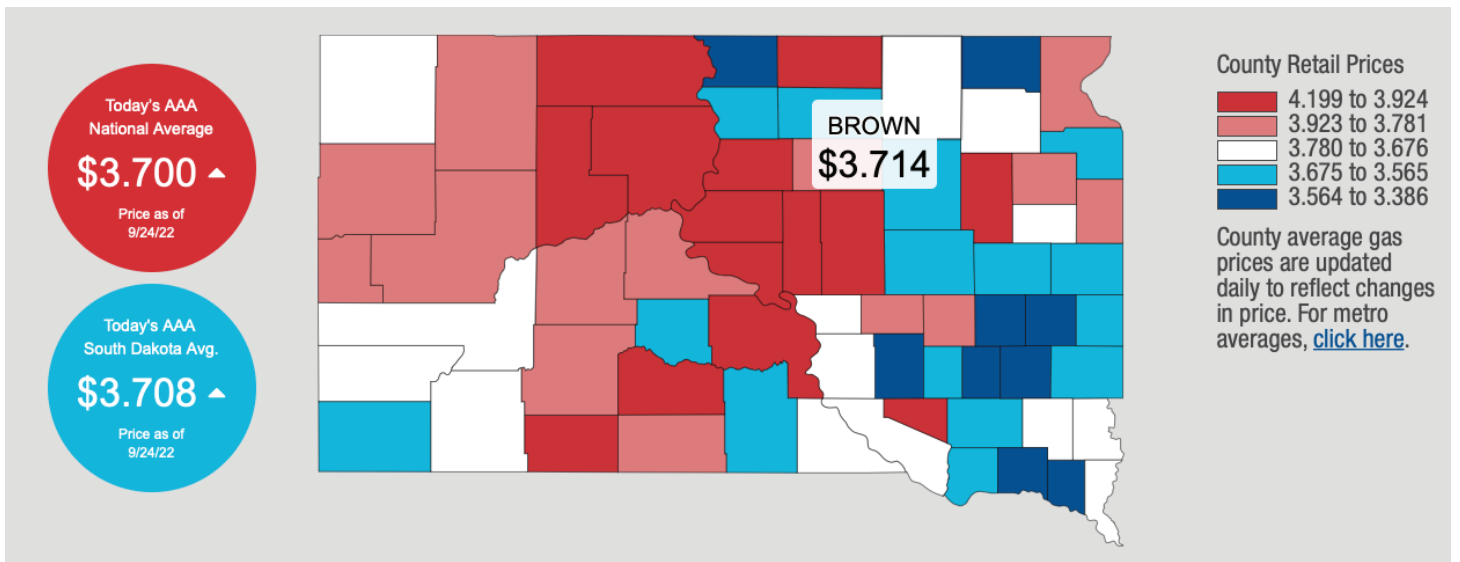 Today's AAA
National Average
$3.700
Price as of
9/24/22
Today's AAA
South Dakota Avg.
$3.708
Price as of
9/24/22
BROWN
$3.714
County Retail Prices
4.199 to 3.924
3.923 to 3.781
3.780 to 3.676
3.675 to 3.565
3.564 to 3.386
County average gas
prices are updated
daily to reflect changes
in price. For metro
averages, click here.